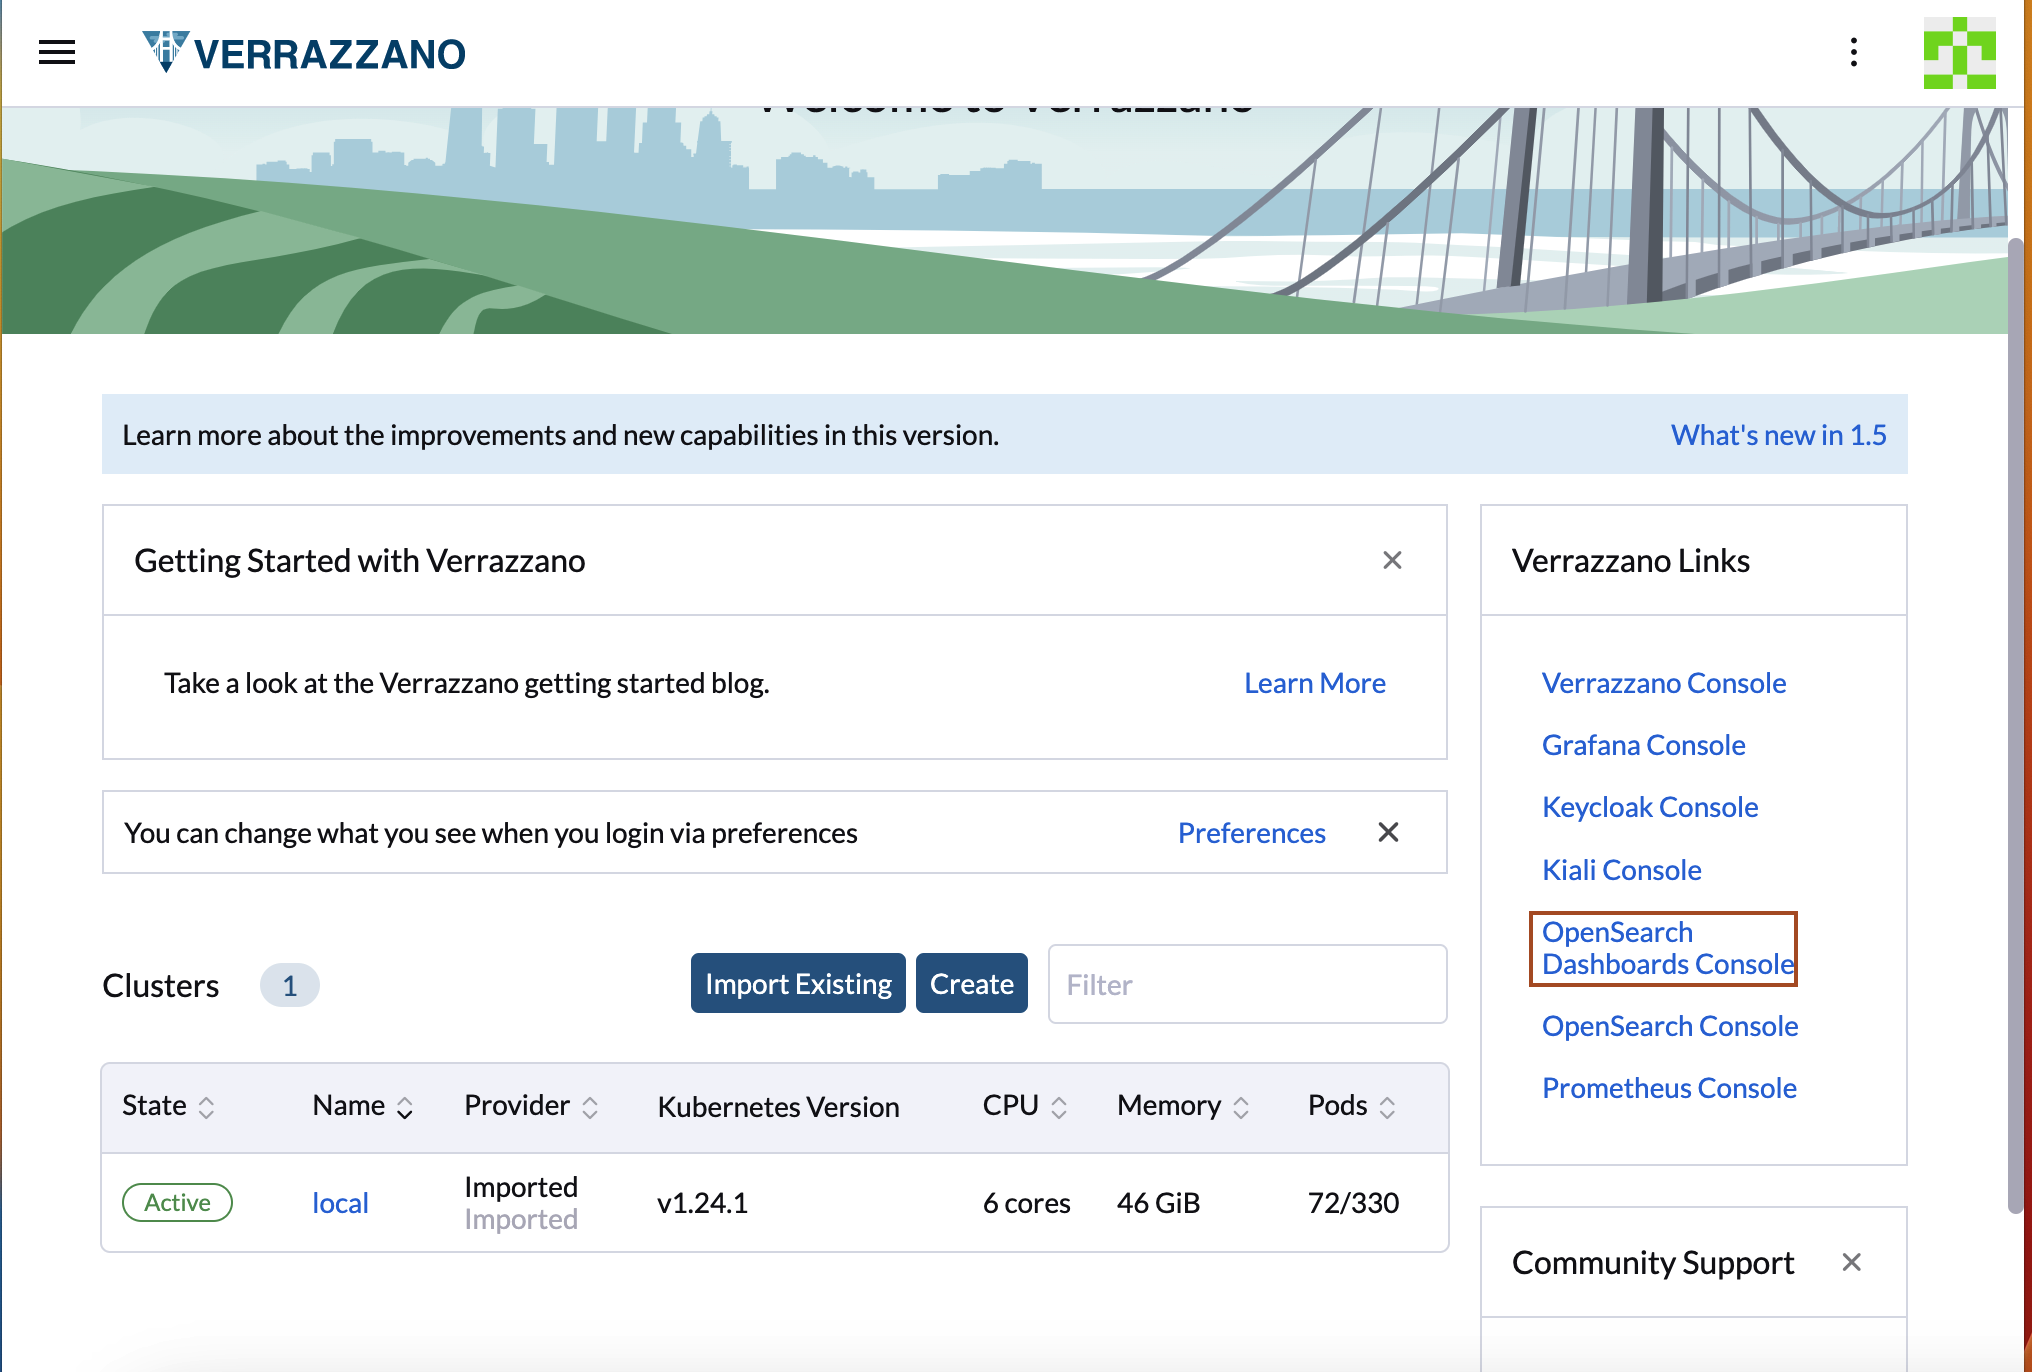 VERRAZZANO
Welcome to Verrazzano
Learn more about the improvements and new capabilities in this version.
What's new in 1.5
Getting Started with Verrazzano
Take a look at the Verrazzano getting started blog.
Learn More
You can change what you see when you login via preferences
Preferences
Clusters 1
Import Existing
Create
Filter
State Name Provider Kubernetes Version CPU Memory Pods
Active local Imported v1.24.1 6 cores 46 GiB 72/330
Imported
Verrazzano Links
Verrazzano Console
Grafana Console
Keycloak Console
Kiali Console
OpenSearch
Dashboards Console
OpenSearch Console
Prometheus Console
Community Support